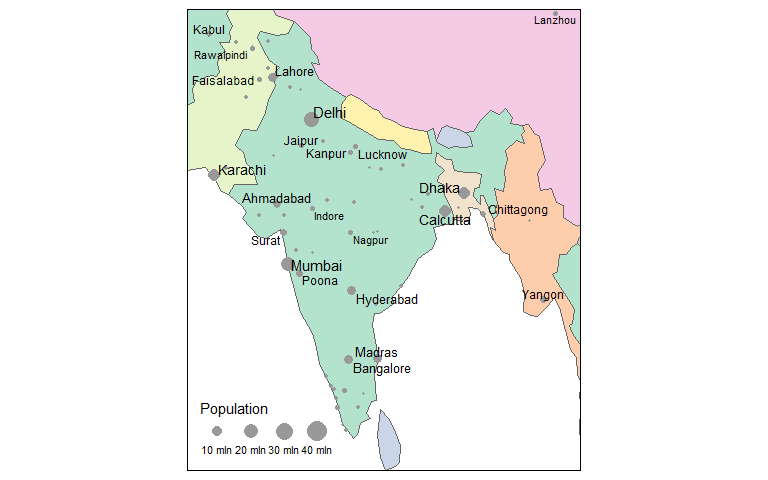 Lanzhou
Kabul
Rawalpindi
Lahore
Faisalabad
Delhi
Jaipur
Kanpur
Lucknow
Karachi
Dhaka
Ahmadabad
Chittagong
Indore
Calcutta
Surat
Nagpur
Mumbai
Poona
Yangon
Hyderabad
Madras
Bangalore
Population
10 mln 20 mln 30 mln 40 mln